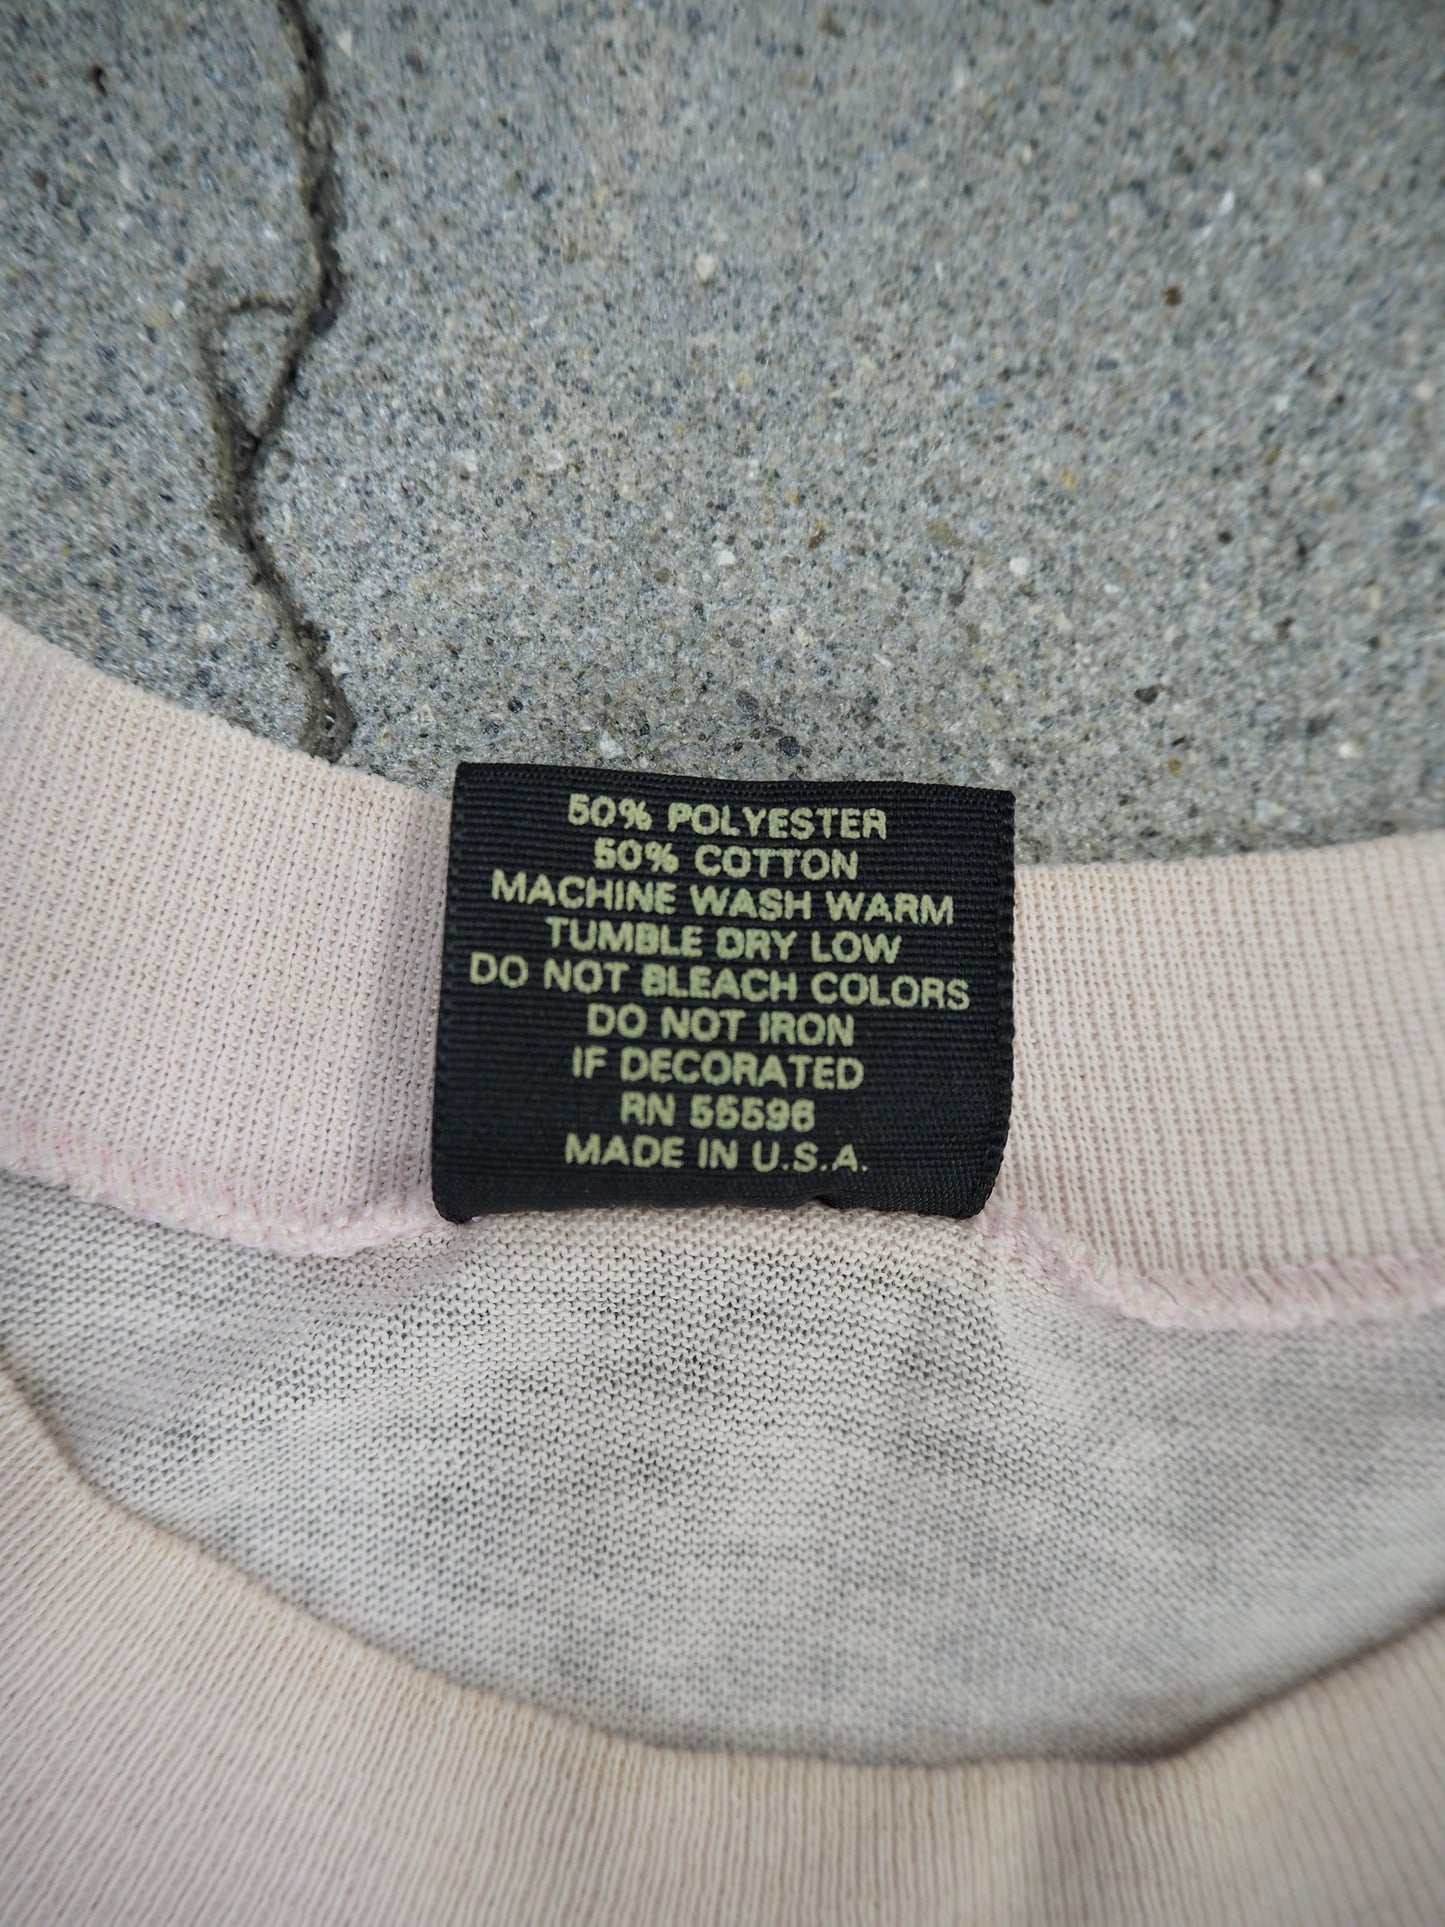 50% POLYESTER
50% COTTON
MACHINE WASH WARM
TUMBLE DRY LOW
DO NOT BLEACH COLORS
DO NOT IRON
IF DECORATED
RN 55596
MADE IN U.S.A.